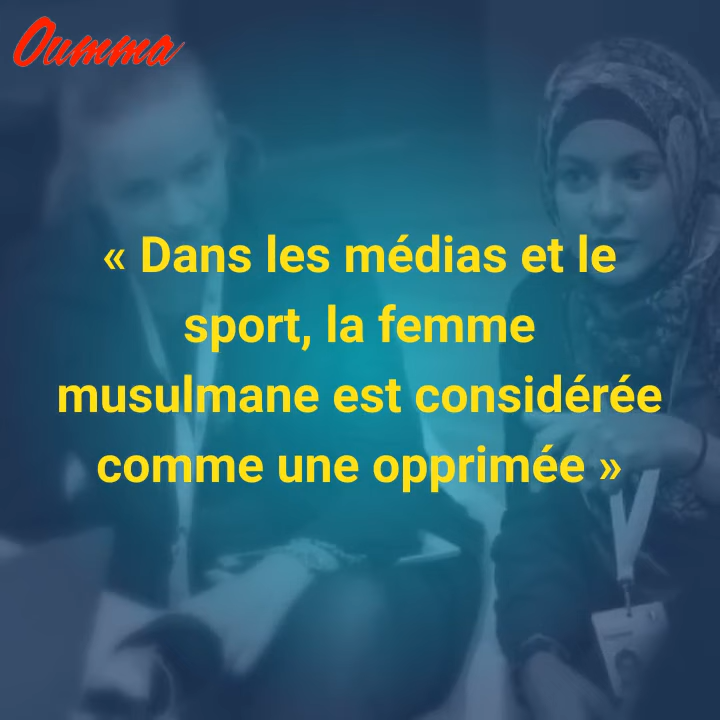 Oumma
« Dans les médias et le
sport, la femme
musulmane est considérée
comme une opprimée »